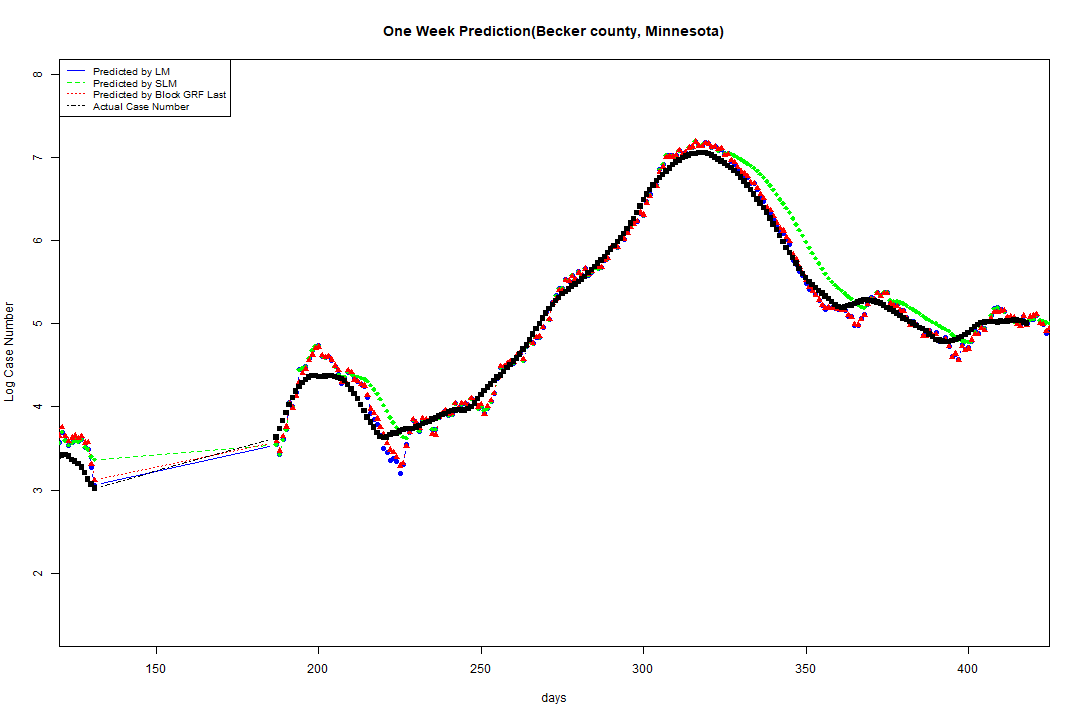 One Week Prediction(Becker county, Minnesota)
Predicted by LM
Predicted by SLM
Predicted by Block GRF Last
Actual Case Number
8
7
6
5
4
3
2
Log Case Number
150 200 250 300 350 400
days